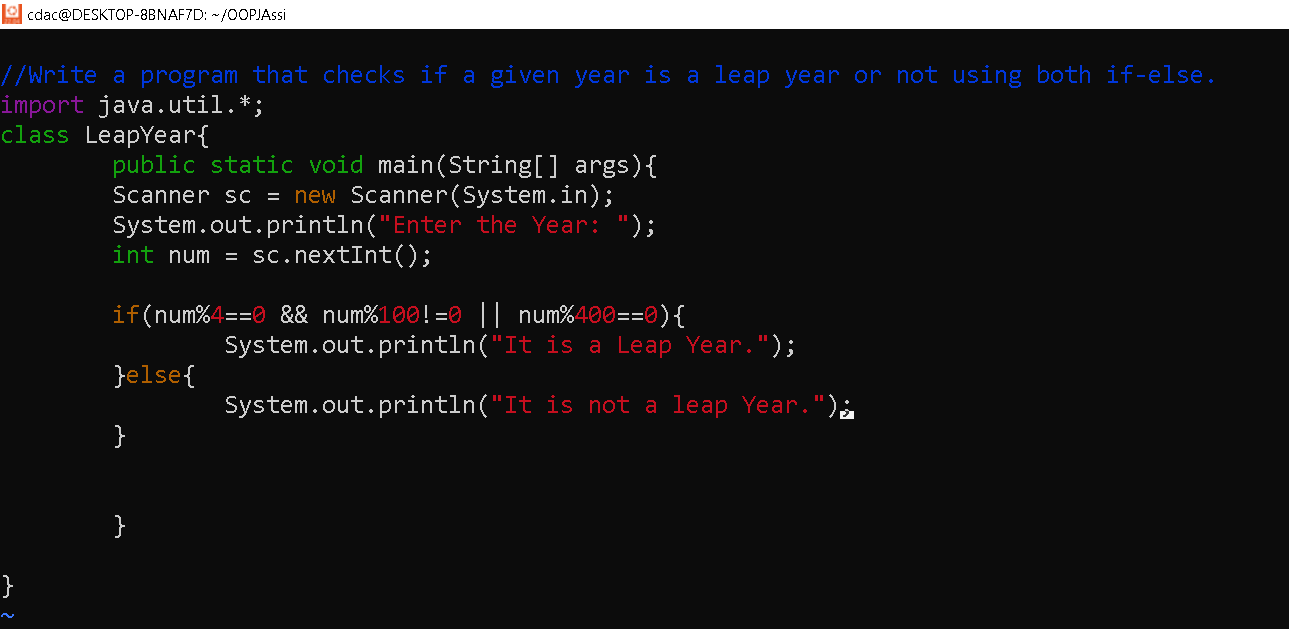 cdac@DESKTOP-8BNAF7D: ~/OOPJAssi
//Write a program that checks if a given year is a leap year or not using both if-else.
import java.util.*;
class LeapYear{
        public static void main(String[] args){
        Scanner sc = new Scanner(System.in);
        System.out.println("Enter the Year: ");
        int num = sc.nextInt();
        if(num%4==0 && num%100!=0 || num%400==0){
                System.out.println("It is a Leap Year.");
        }else{
                System.out.println("It is not a leap Year.");
        }
        }
}
~